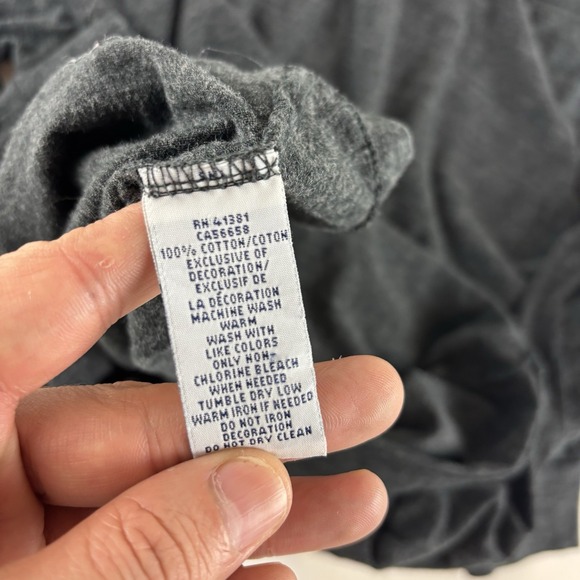 RN 41381
CA56658
100% COTTON/COTON
EXCLUSIVE OF
DECORATION/
EXCLUSIF DE
LA DÉCORATION
MACHINE WASH
WARM
WASH WITH
LIKE COLORS
ONLY NON-
CHLORINE BLEACH
WHEN NEEDED
TUMBLE DRY LOW
WARM IRON IF NEEDED
DO NOT IRON
DECORATION
DO NOT DRY CLEAN